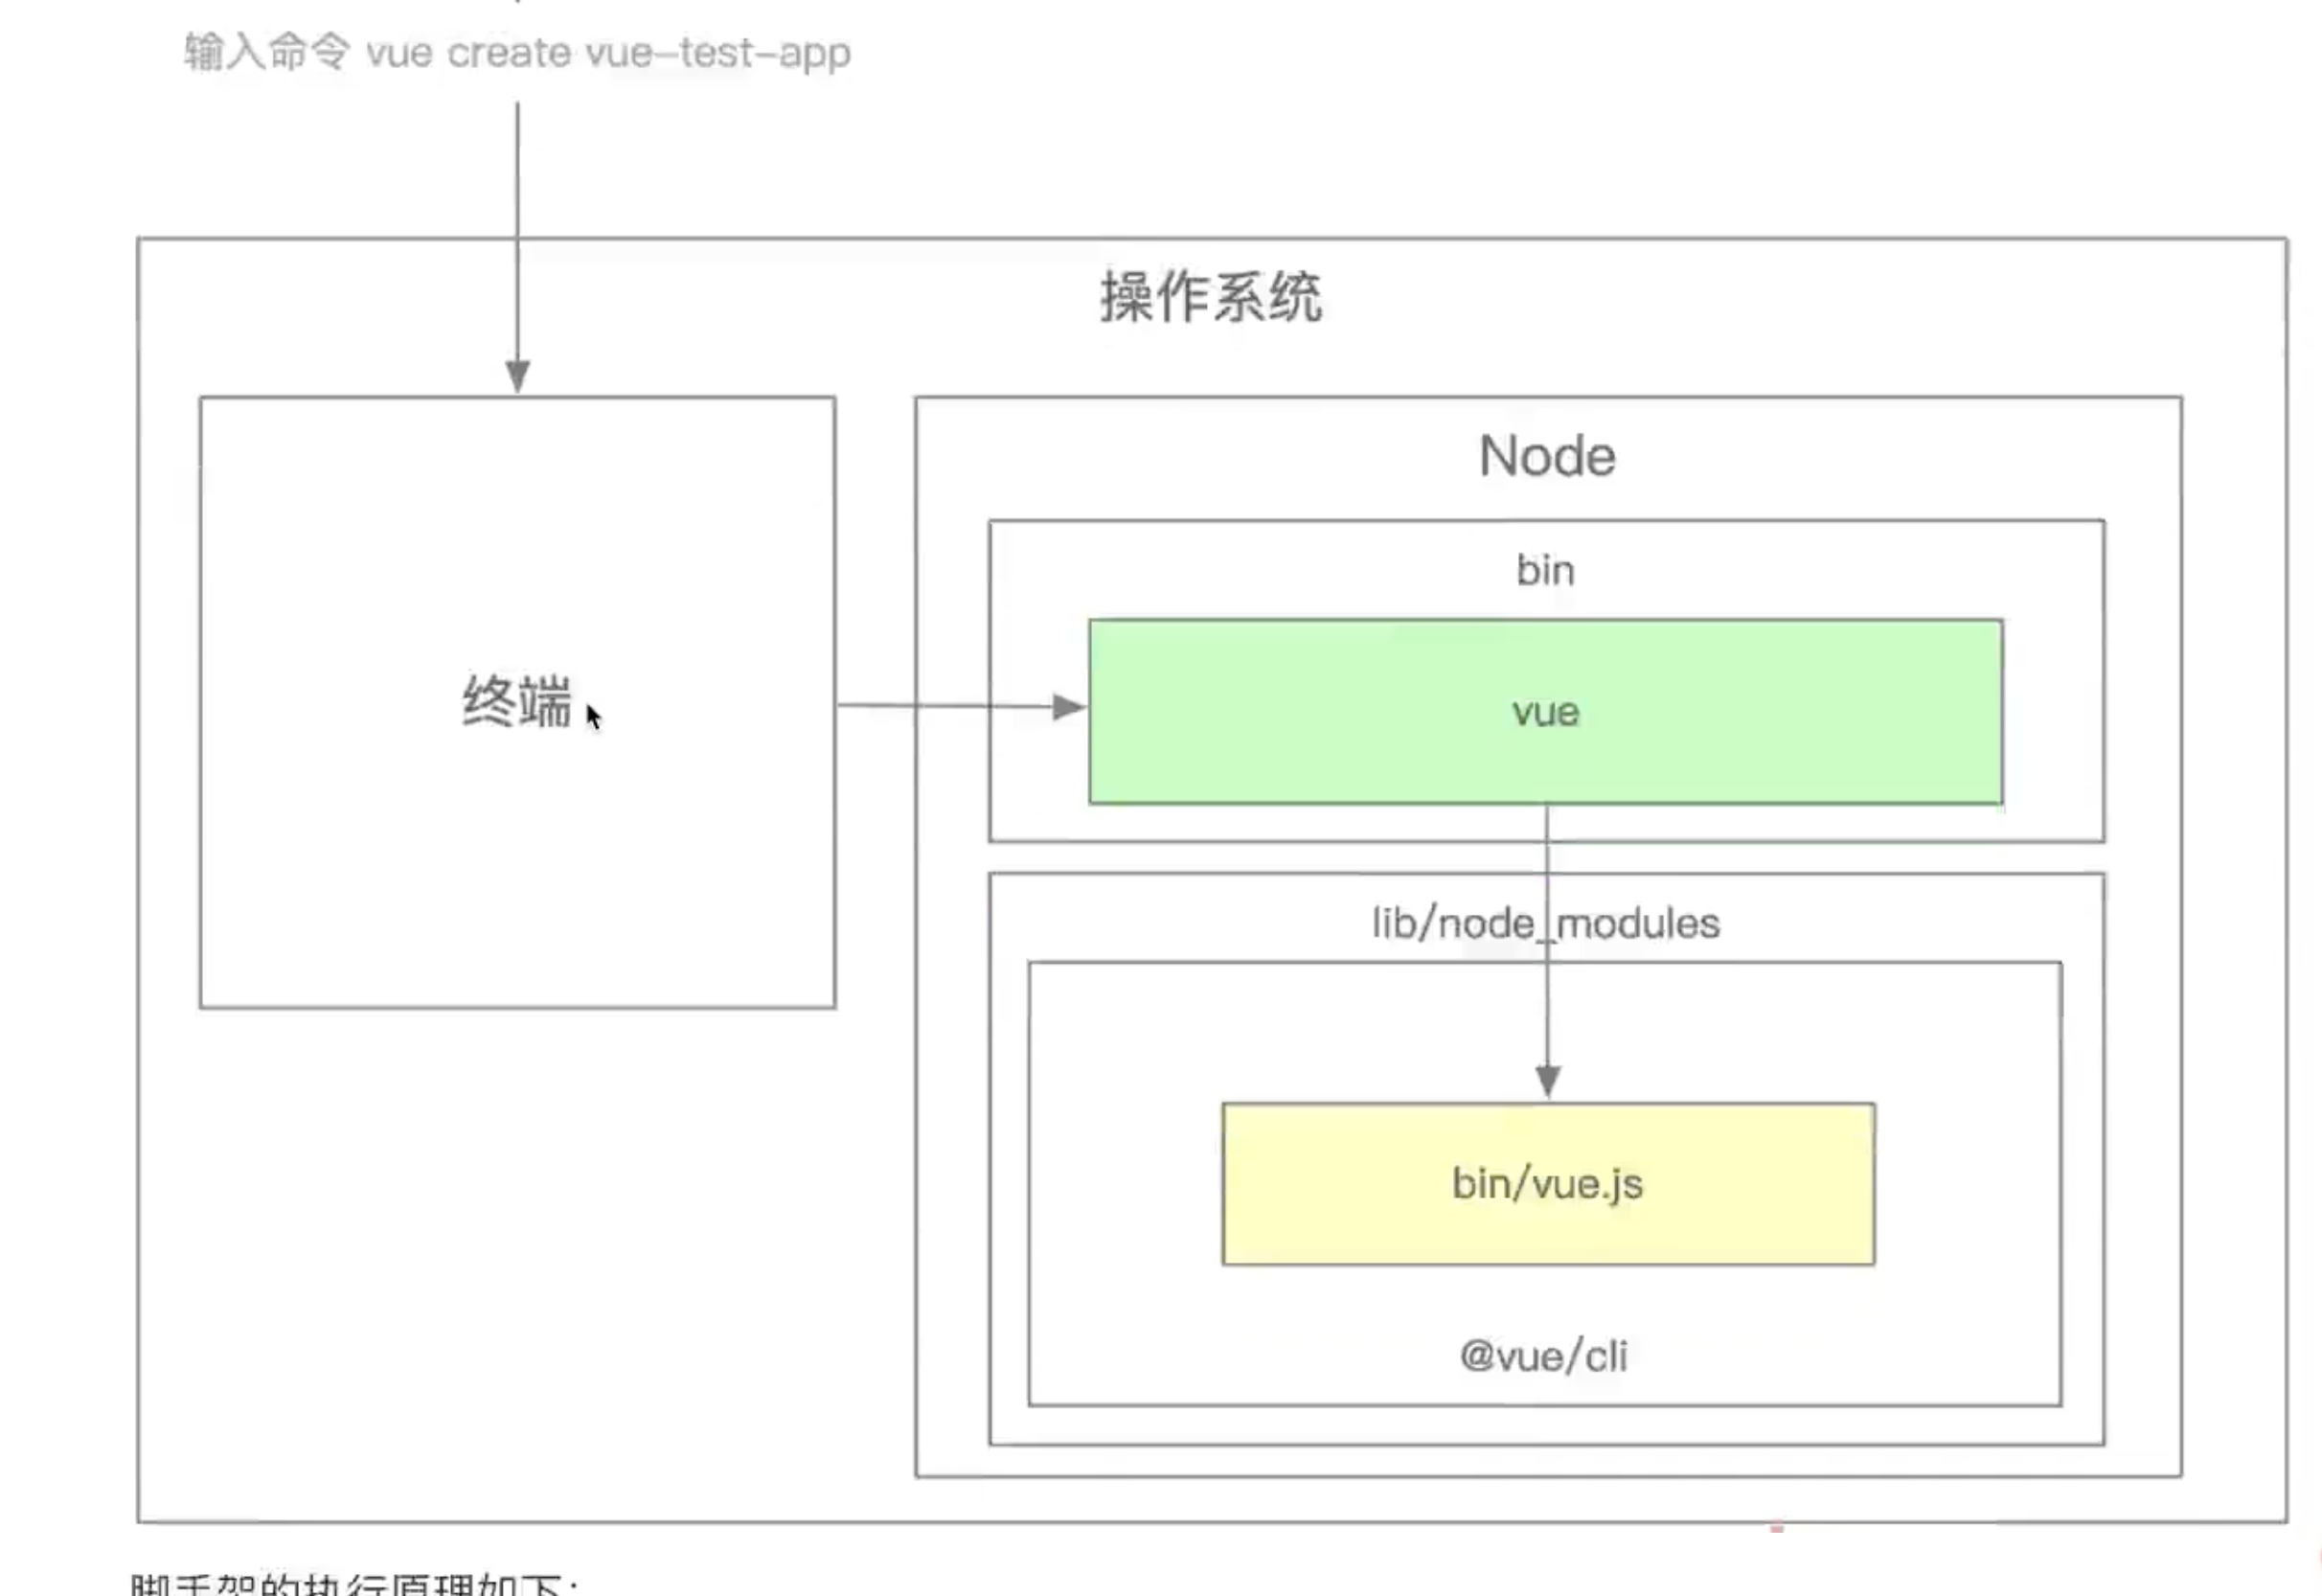 输入命令 vue create vue-test-app
操作系统
终端
Node
bin
vue
lib/node_modules
bin/vue.js
@vue/cli
脚手架的执行原理如下：